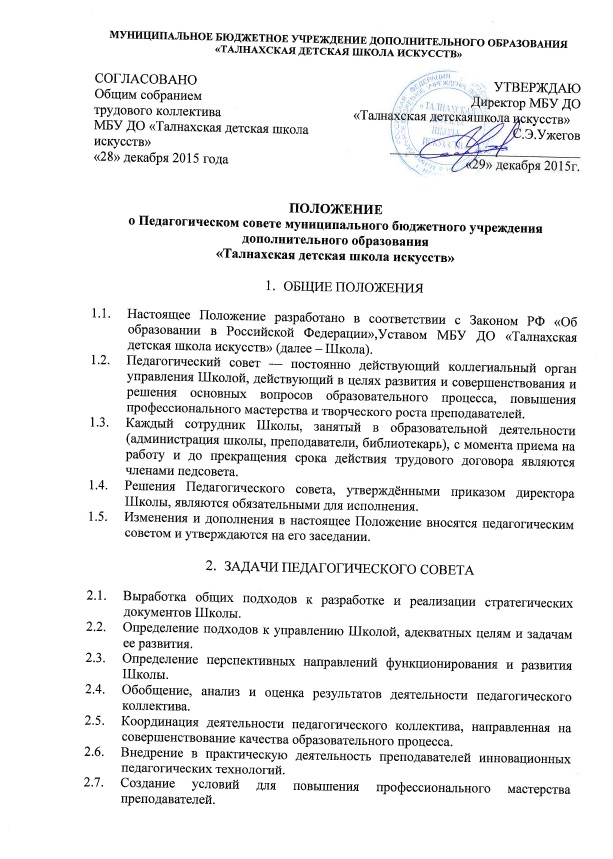 МУНИЦИПАЛЬНОЕ БЮДЖЕТНОЕ УЧРЕЖДЕНИЕ ДОПОЛНИТЕЛЬНОГО ОБРАЗОВАНИЯ
«ТАЛНАХСКАЯ ДЕТСКАЯ ШКОЛА ИСКУССТВ»
СОГЛАСОВАНО
Общим собранием
трудового коллектива
МБУ ДО «Талнахская детская школа
искусств»
«28» декабря 2015 года
УТВЕРЖДАЮ
Директор МБУ ДО
«Талнахская детскаяшкола искусств»
С.Э.Ужегов
«29» декабря 2015г.
ПОЛОЖЕНИЕ
о Педагогическом совете муниципального бюджетного учреждения
дополнительного образования
«Талнахская детская школа искусств»
1. ОБЩИЕ ПОЛОЖЕНИЯ
1.1. Настоящее Положение разработано в соответствии с Законом РФ «Об
образовании в Российской Федерации»,Уставом МБУ ДО «Талнахская
детская школа искусств» (далее – Школа).
1.2. Педагогический совет — постоянно действующий коллегиальный орган
управления Школой, действующий в целях развития и совершенствования и
решения основных вопросов образовательного процесса, повышения
профессионального мастерства и творческого роста преподавателей.
1.3. Каждый сотрудник Школы, занятый в образовательной деятельности
(администрация школы, преподаватели, библиотекарь), с момента приема на
работу и до прекращения срока действия трудового договора являются
членами педсовета.
1.4. Решения Педагогического совета, утверждёнными приказом директора
Школы, являются обязательными для исполнения.
1.5. Изменения и дополнения в настоящее Положение вносятся педагогическим
советом и утверждаются на его заседании.
2. ЗАДАЧИ ПЕДАГОГИЧЕСКОГО СОВЕТА
2.1. Выработка общих подходов к разработке и реализации стратегических
документов Школы.
2.2. Определение подходов к управлению Школой, адекватных целям и задачам
ее развития.
2.3. Определение перспективных направлений функционирования и развития
Школы.
2.4. Обобщение, анализ и оценка результатов деятельности педагогического
коллектива.
2.5. Координация деятельности педагогического коллектива, направленная на
совершенствование качества образовательного процесса.
2.6. Внедрение в практическую деятельность преподавателей инновационных
педагогических технологий.
2.7. Создание условий для повышения профессионального мастерства
преподавателей.